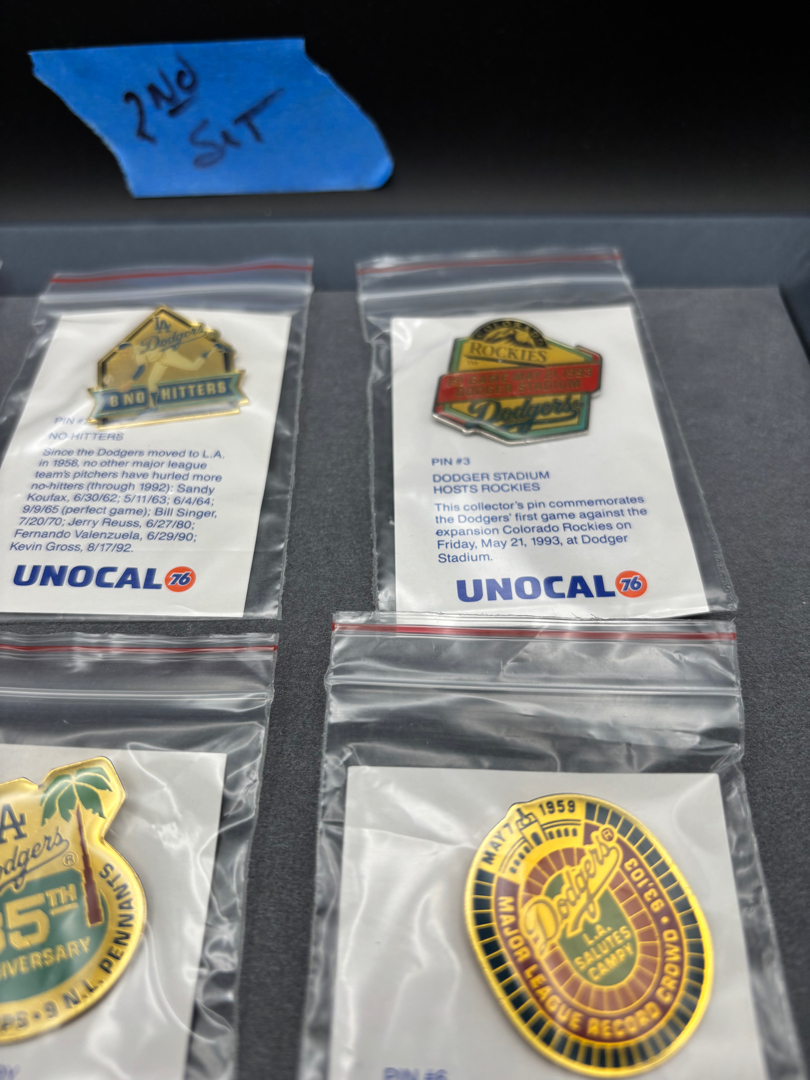 2ND
SET
LA
Dodgers
8 NO HITTERS
PIN #
NO-HITTERS
Since the Dodgers moved to L.A.
in 1958, no other major league
team's pitchers have hurled more
no-hitters (through 1992): Sandy
Koufax, 6/30/62; 5/11/63; 6/4/64;
9/9/65 (perfect game); Bill Singer,
7/20/70; Jerry Reuss, 6/27/80;
Fernando Valenzuela, 6/29/90;
Kevin Gross, 8/17/92.
UNOCAL 76
COLORADO
ROCKIES
DODGER STADIUM
Dodgers
PIN #3
DODGER STADIUM
HOSTS ROCKIES
This collector's pin commemorates
the Dodgers' first game against the
expansion Colorado Rockies on
Friday, May 21, 1993, at Dodger
Stadium.
UNOCAL 76
A
odgers®
35TH
IVERSARY
PS • 9 N.L. PENNANTS
MAY 7 1959
Dodgers®
L.A.
SALUTES
CAMPY
MAJOR LEAGUE RECORD CROWD • 93,103
PIN #6